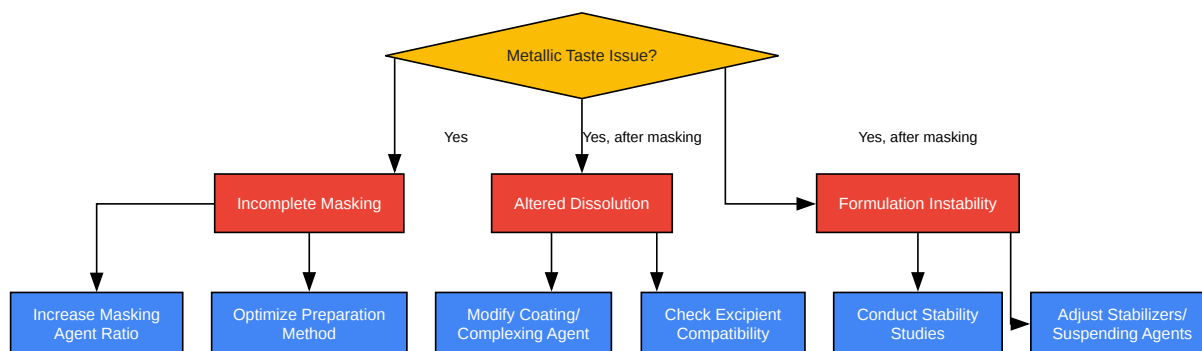 Metallic Taste Issue?
Yes
Yes, after masking
Yes, after masking
Incomplete Masking
Altered Dissolution
Formulation Instability
Increase Masking
Agent Ratio
Optimize Preparation
Method
Modify Coating/
Complexing Agent
Check Excipient
Compatibility
Conduct Stability
Studies
Adjust Stabilizers/
Suspending Agents